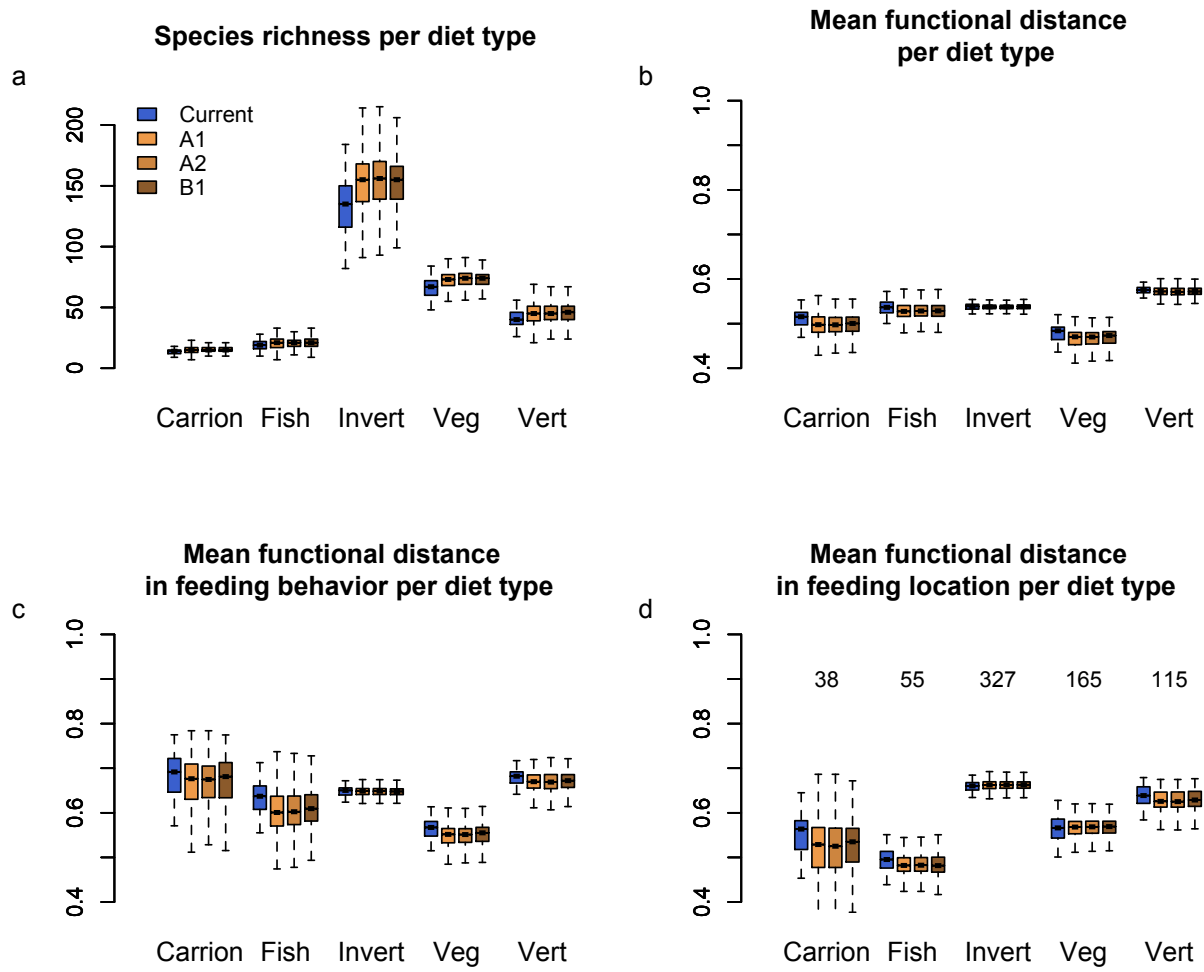 Species richness per diet type
a
Current
A1
A2
B1
200
150
100
50
0
Carrion Fish Invert Veg Vert
Mean functional distance
per diet type
b
1.0
0.8
0.6
0.4
Carrion Fish Invert Veg Vert
Mean functional distance
in feeding behavior per diet type
c
1.0
0.8
0.6
0.4
Carrion Fish Invert Veg Vert
Mean functional distance
in feeding location per diet type
d
1.0
0.8
0.6
0.4
38 55 327 165 115
Carrion Fish Invert Veg Vert